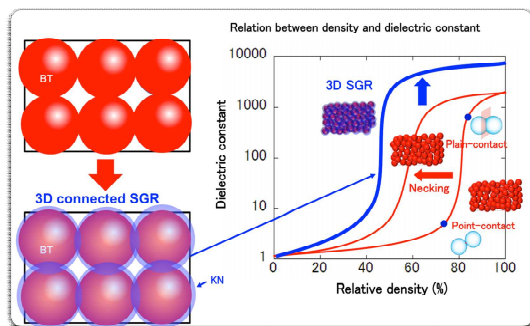 Relation between density and dielectric constant
BT
3D connected SGR
BT
KN
Dielectric constant
10000
1000
100
10
5
1
3D SGR
Plain-contact
Necking
Point-contact
0
20
40
60
80
100
Relative density (%)